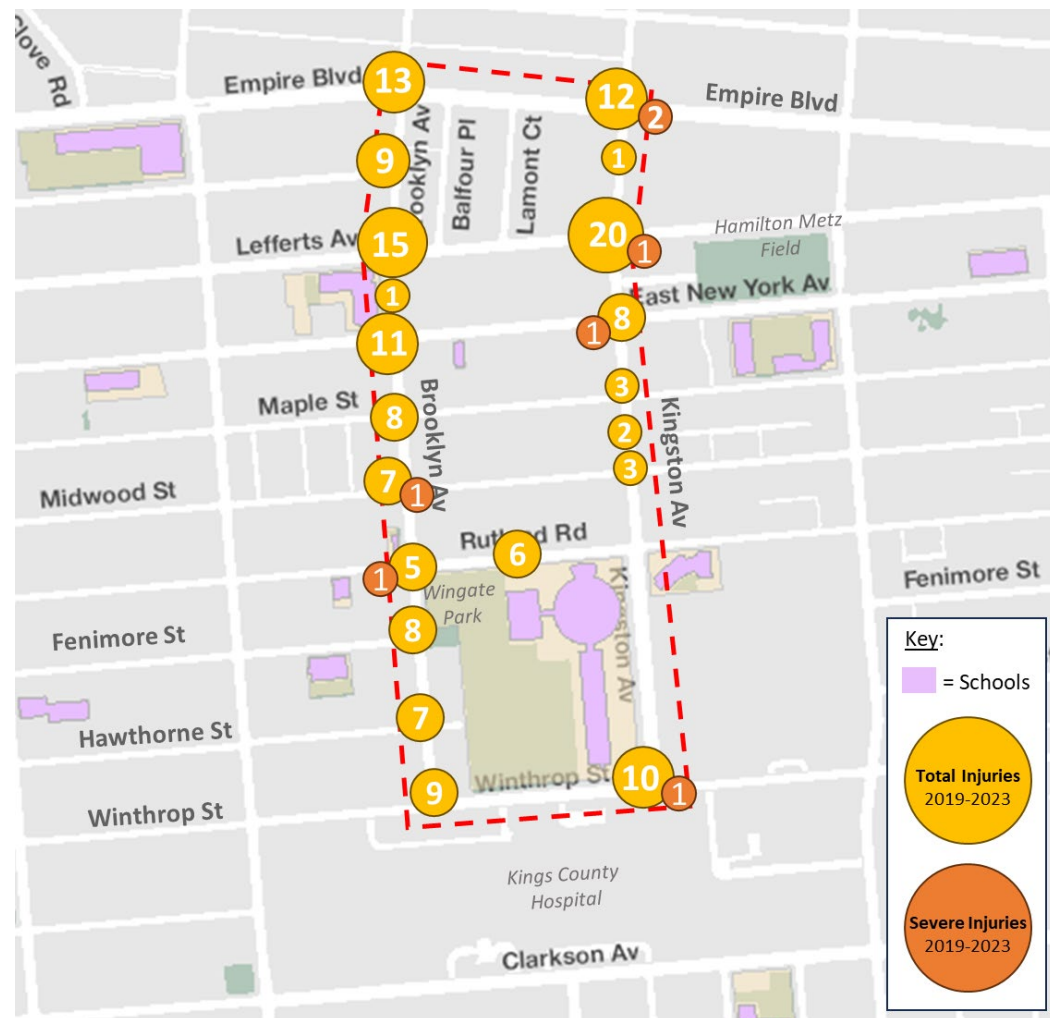 Clove Rd
Empire Blvd
13
12
2
Empire Blvd
9
Brooklyn Av
Balfour Pl
Lamont Ct
1
Lefferts Av
15
20
1
Hamilton Metz
Field
1
East New York Av
8
1
11
Maple St
8
Brooklyn Av
3
2
3
Kingston Av
Midwood St
7
1
Rutland Rd
6
5
1
Wingate
Park
Fenimore St
Fenimore St
8
Kingston Av
7
Hawthorne St
Winthrop St
10
1
9
Winthrop St
Kings County
Hospital
Clarkson Av
Key:
= Schools
Total Injuries
2019-2023
Severe Injuries
2019-2023